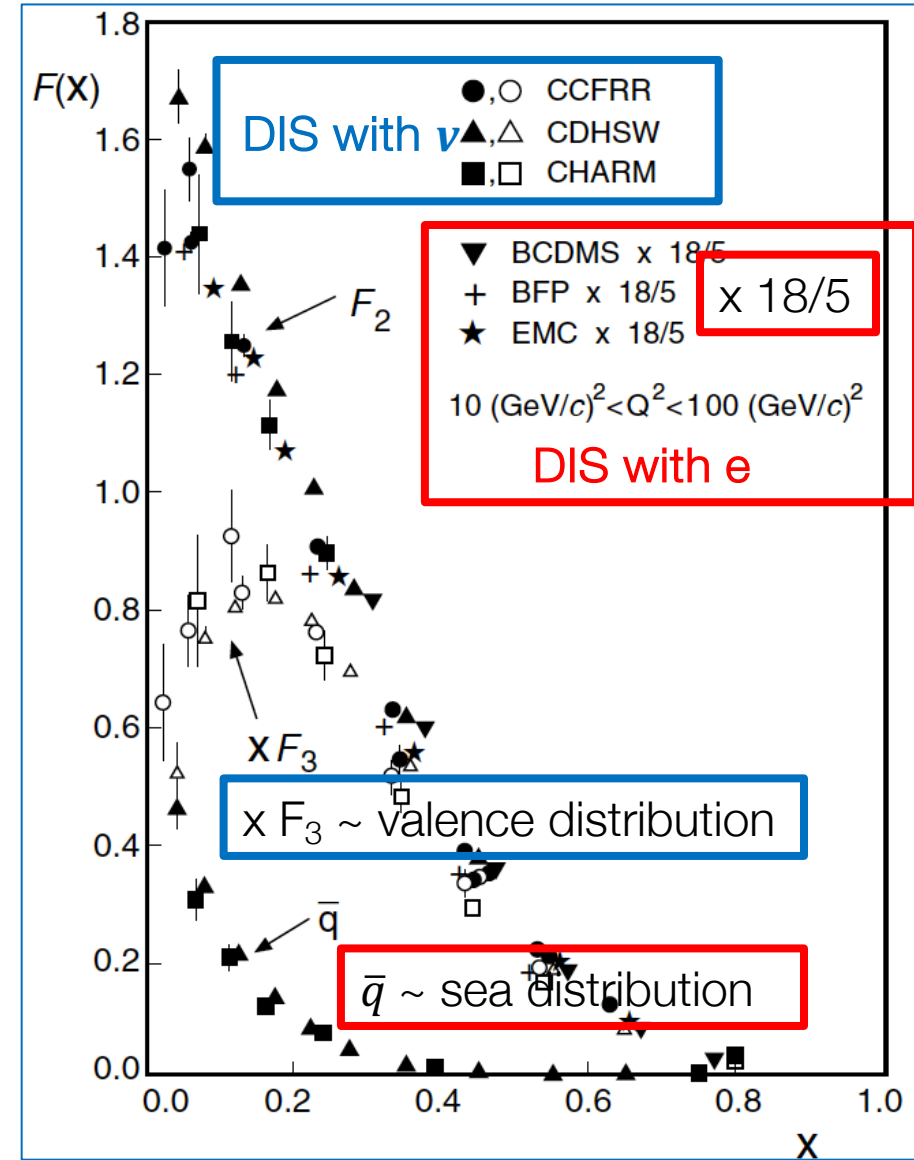 1.8
F(x)
1.6
1.4
1.2
1.0
0.8
0.6
0.4
0.2
0.0
DIS with ν
●,○ CCFRR
▲,△ CDHSW
■,□ CHARM
▼ BCDMS x 18/5
+ BFP x 18/5
★ EMC x 18/5
x 18/5
10 (GeV/c)²<Q²<100 (GeV/c)²
DIS with e
F₂
x F₃
x F₃ ~ valence distribution
q̅
q̅ ~ sea distribution
0.0 0.2 0.4 0.6 0.8 1.0
x